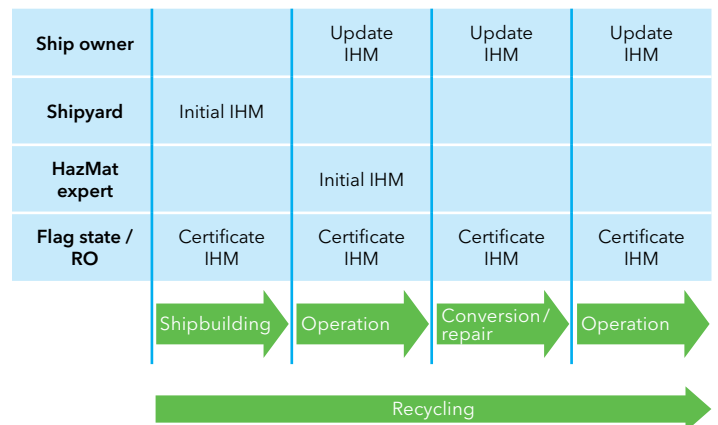 Ship owner
Update
IHM
Update
IHM
Update
IHM
Shipyard
Initial IHM
HazMat
expert
Initial IHM
Flag state /
RO
Certificate
IHM
Certificate
IHM
Certificate
IHM
Certificate
IHM
Shipbuilding
Operation
Conversion/
repair
Operation
Recycling